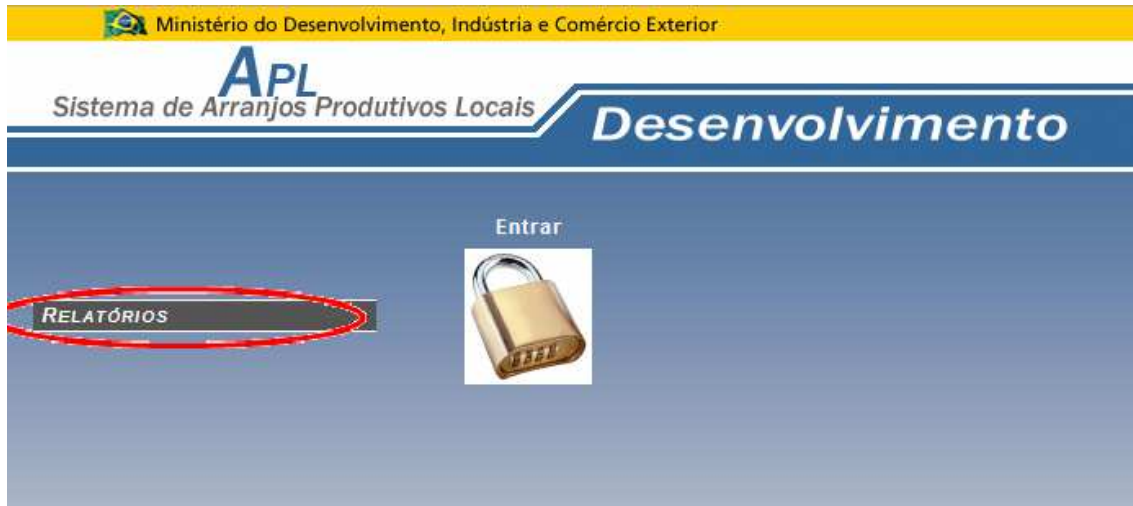 Ministério do Desenvolvimento, Indústria e Comércio Exterior
APL
Sistema de Arranjos Produtivos Locais
Desenvolvimento
Entrar
RELATÓRIOS